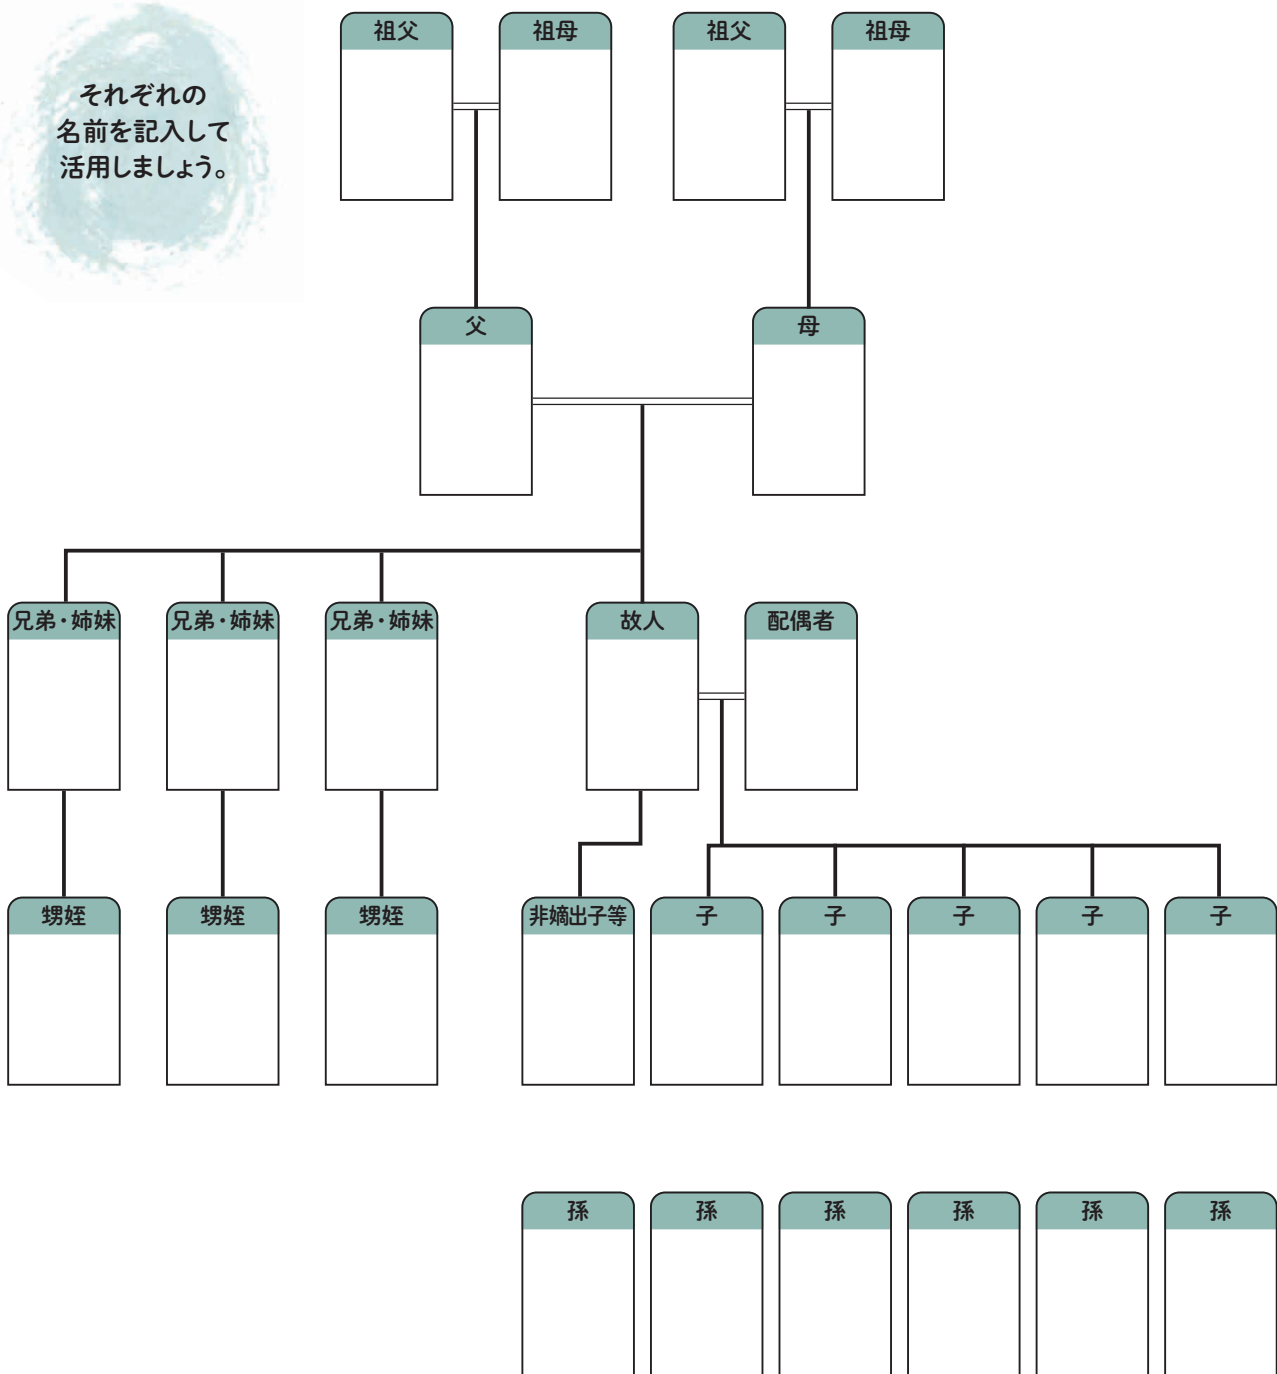 それぞれの
名前を記入して
活用しましょう。
祖父
祖母
祖父
祖母
父
母
兄弟・姉妹
兄弟・姉妹
兄弟・姉妹
故人
配偶者
甥姪
甥姪
甥姪
非嫡出子等
子
子
子
子
子
孫
孫
孫
孫
孫
孫